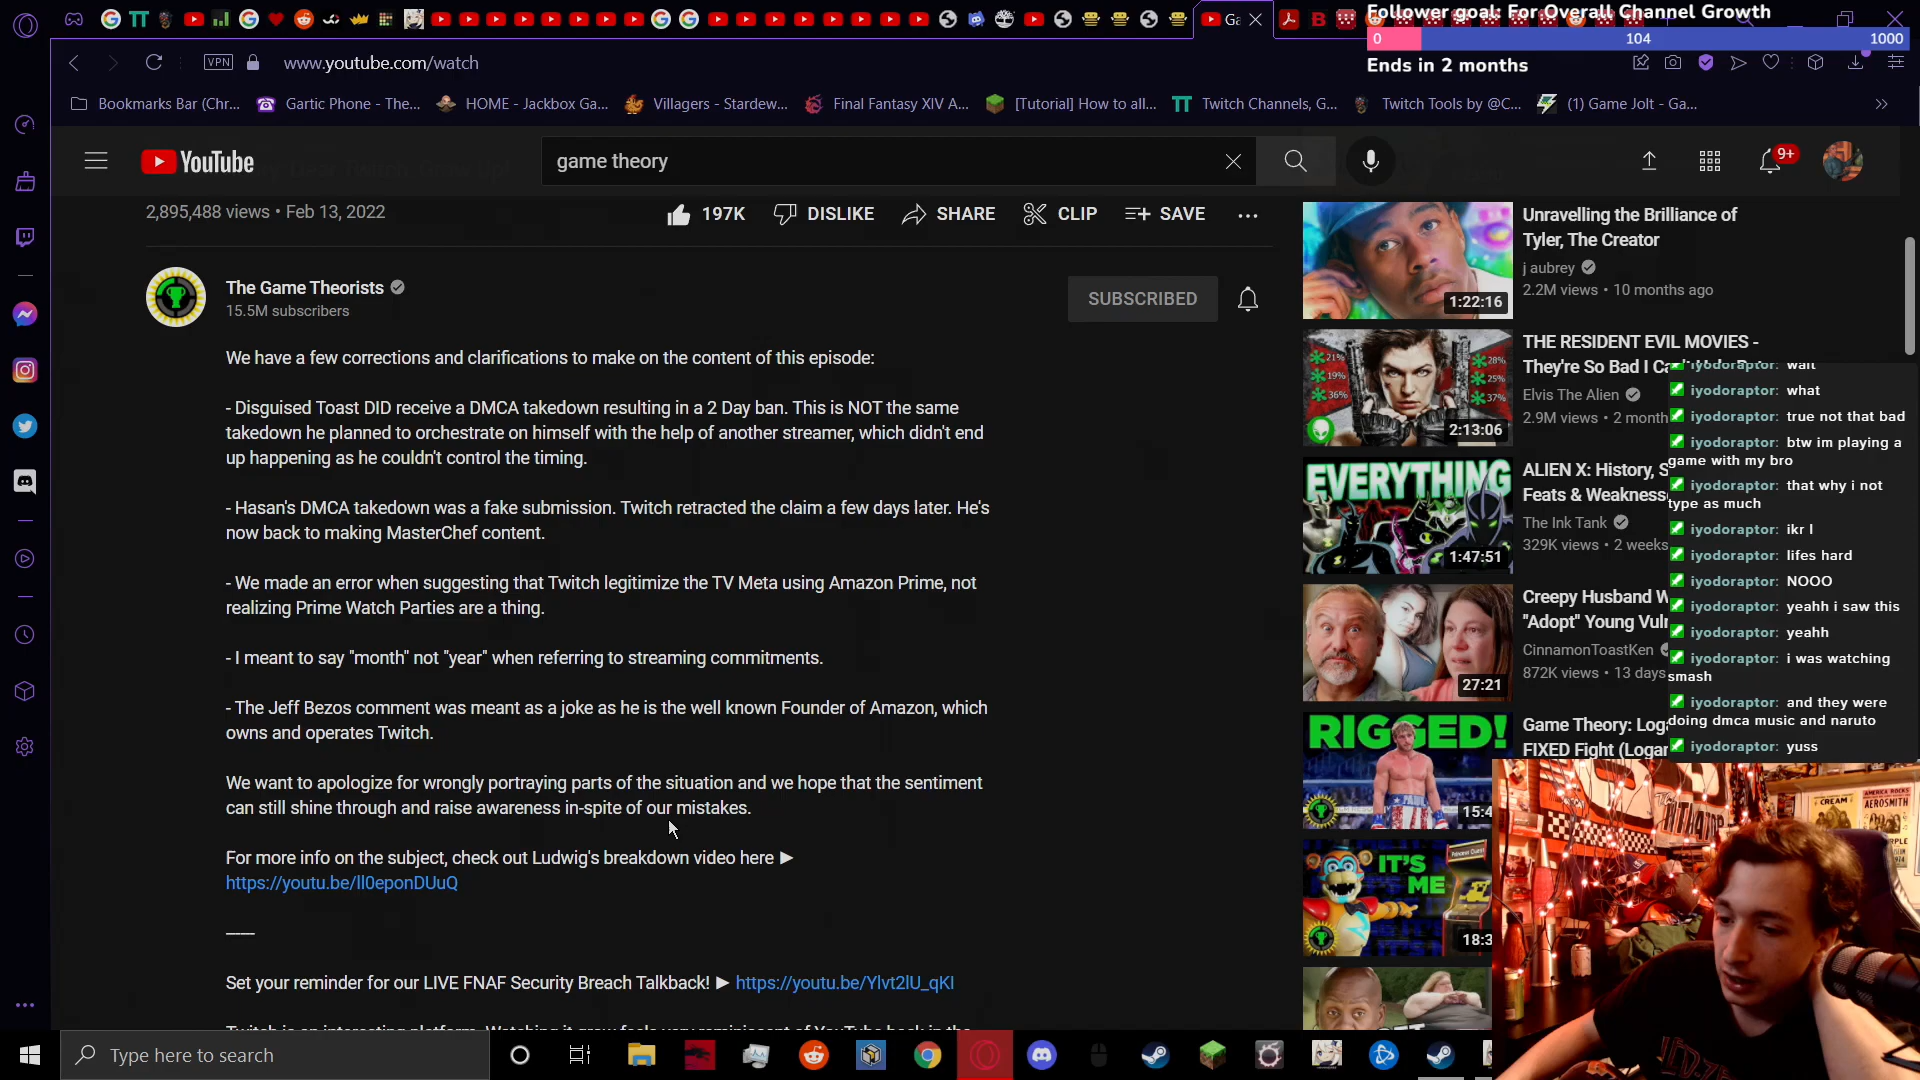 Follower goal: For Overall Channel Growth
0 104 1000
Ends in 2 months
VPN www.youtube.com/watch
Bookmarks Bar (Chr... Gartic Phone - The... HOME - Jackbox Ga... Villagers - Stardew... Final Fantasy XIV A... [Tutorial] How to all... Twitch Channels, G... Twitch Tools by @C... (1) Game Jolt - Ga...
YouTube game theory 9+
2,895,488 views • Feb 13, 2022 197K DISLIKE SHARE CLIP SAVE
The Game Theorists
15.5M subscribers
SUBSCRIBED
We have a few corrections and clarifications to make on the content of this episode:
- Disguised Toast DID receive a DMCA takedown resulting in a 2 Day ban. This is NOT the same
takedown he planned to orchestrate on himself with the help of another streamer, which didn't end
up happening as he couldn't control the timing.
- Hasan's DMCA takedown was a fake submission. Twitch retracted the claim a few days later. He's
now back to making MasterChef content.
- We made an error when suggesting that Twitch legitimize the TV Meta using Amazon Prime, not
realizing Prime Watch Parties are a thing.
- I meant to say "month" not "year" when referring to streaming commitments.
- The Jeff Bezos comment was meant as a joke as he is the well known Founder of Amazon, which
owns and operates Twitch.
We want to apologize for wrongly portraying parts of the situation and we hope that the sentiment
can still shine through and raise awareness in-spite of our mistakes.
For more info on the subject, check out Ludwig's breakdown video here ►
https://youtu.be/ll0eponDUuQ
Set your reminder for our LIVE FNAF Security Breach Talkback! ► https://youtu.be/Ylvt2lU_qKI
Unravelling the Brilliance of
Tyler, The Creator
j aubrey
2.2M views • 10 months ago
1:22:16
THE RESIDENT EVIL MOVIES -
They're So Bad I
Elvis The Alien
2.9M views • 2 month
21% 19% 36% 28% 25% 37%
2:13:06
EVERYTHING
ALIEN X: History,
Feats & Weakness
The Ink Tank
329K views • 2 weeks
1:47:51
Creepy Husband
"Adopt" Young
CinnamonToastKen
872K views • 13 days
27:21
RIGGED!
Game Theory:
FIXED Fight (Logan
15:4
IT'S
ME
18:3
iyodoraptor: wait
iyodoraptor: what
iyodoraptor: true not that bad
iyodoraptor: btw im playing a
game with my bro
iyodoraptor: that why i not
type as much
iyodoraptor: ikr l
iyodoraptor: lifes hard
iyodoraptor: NOOO
iyodoraptor: yeahh i saw this
iyodoraptor: yeahh
iyodoraptor: i was watching
smash
iyodoraptor: and they were
doing dmca music and naruto
iyodoraptor: yuss
CREAM
AMERICA ROCKS
AEROSMITH
Type here to search